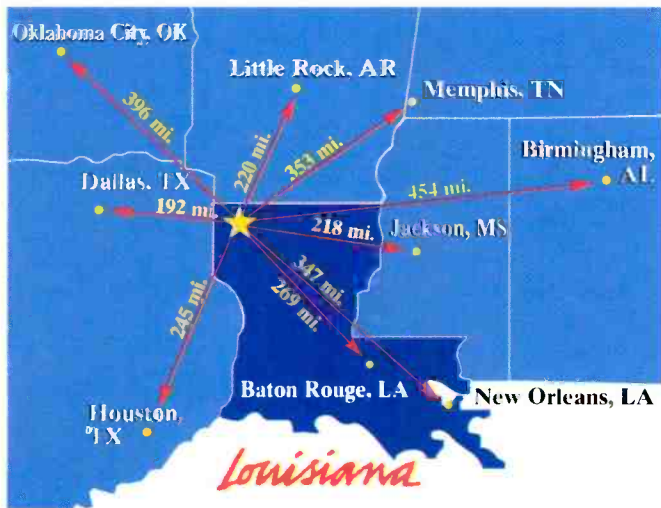 Oklahoma City, OK
Little Rock, AR
Memphis, TN
396 mi.
220 mi.
353 mi.
Birmingham,
AL
454 mi.
Dallas, TX
192 mi.
218 mi.
Jackson, MS
347 mi.
269 mi.
245 mi.
Baton Rouge, LA
New Orleans, LA
Houston,
TX
Louisiana